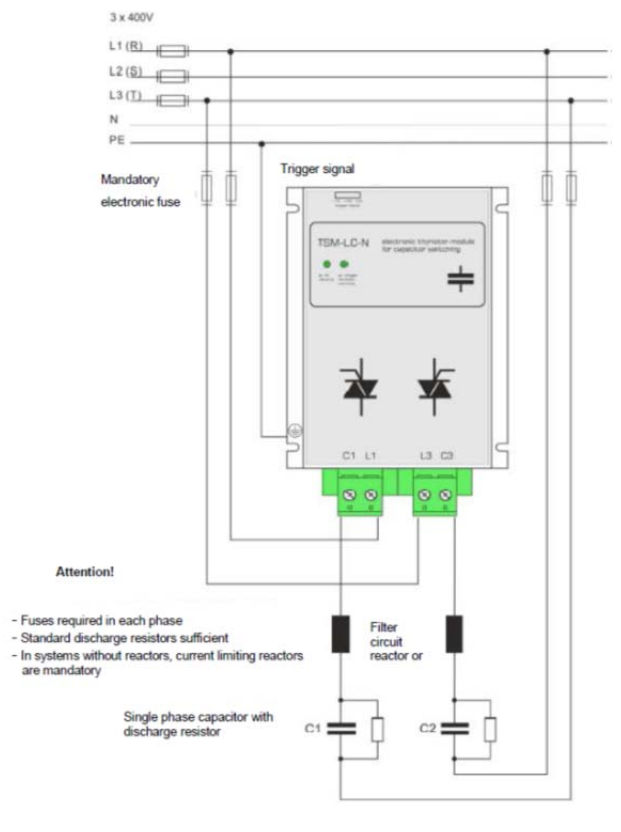 3 x 400V
L1 (R)
L2 (S)
L3 (T)
N
PE
Mandatory
electronic fuse
Trigger signal
TSM-LC-N
electronic thyristor module
for capacitor switching
C1 L1 L3 C3
Attention!
- Fuses required in each phase
- Standard discharge resistors sufficient
- In systems without reactors, current limiting reactors
are mandatory
Filter
circuit
reactor or
Single phase capacitor with
discharge resistor
C1
C2